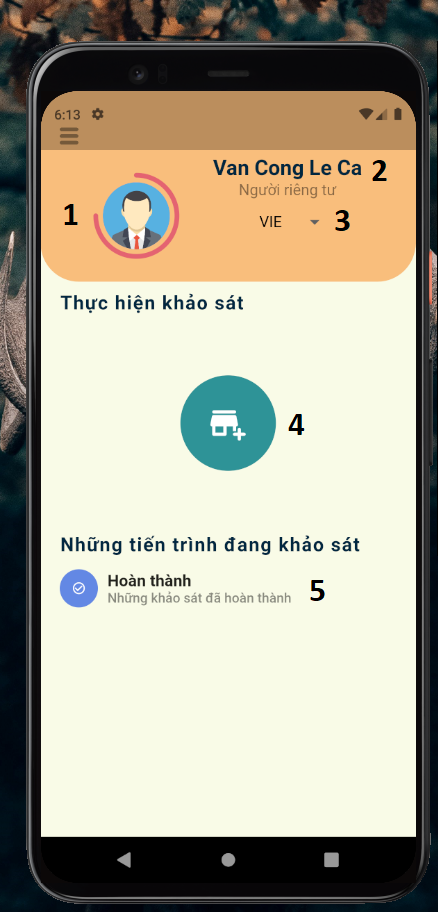 6:13
Van Cong Le Ca 2
Người riêng tư
1
VIE 3
Thực hiện khảo sát
4
Những tiến trình đang khảo sát
Hoàn thành
Những khảo sát đã hoàn thành 5